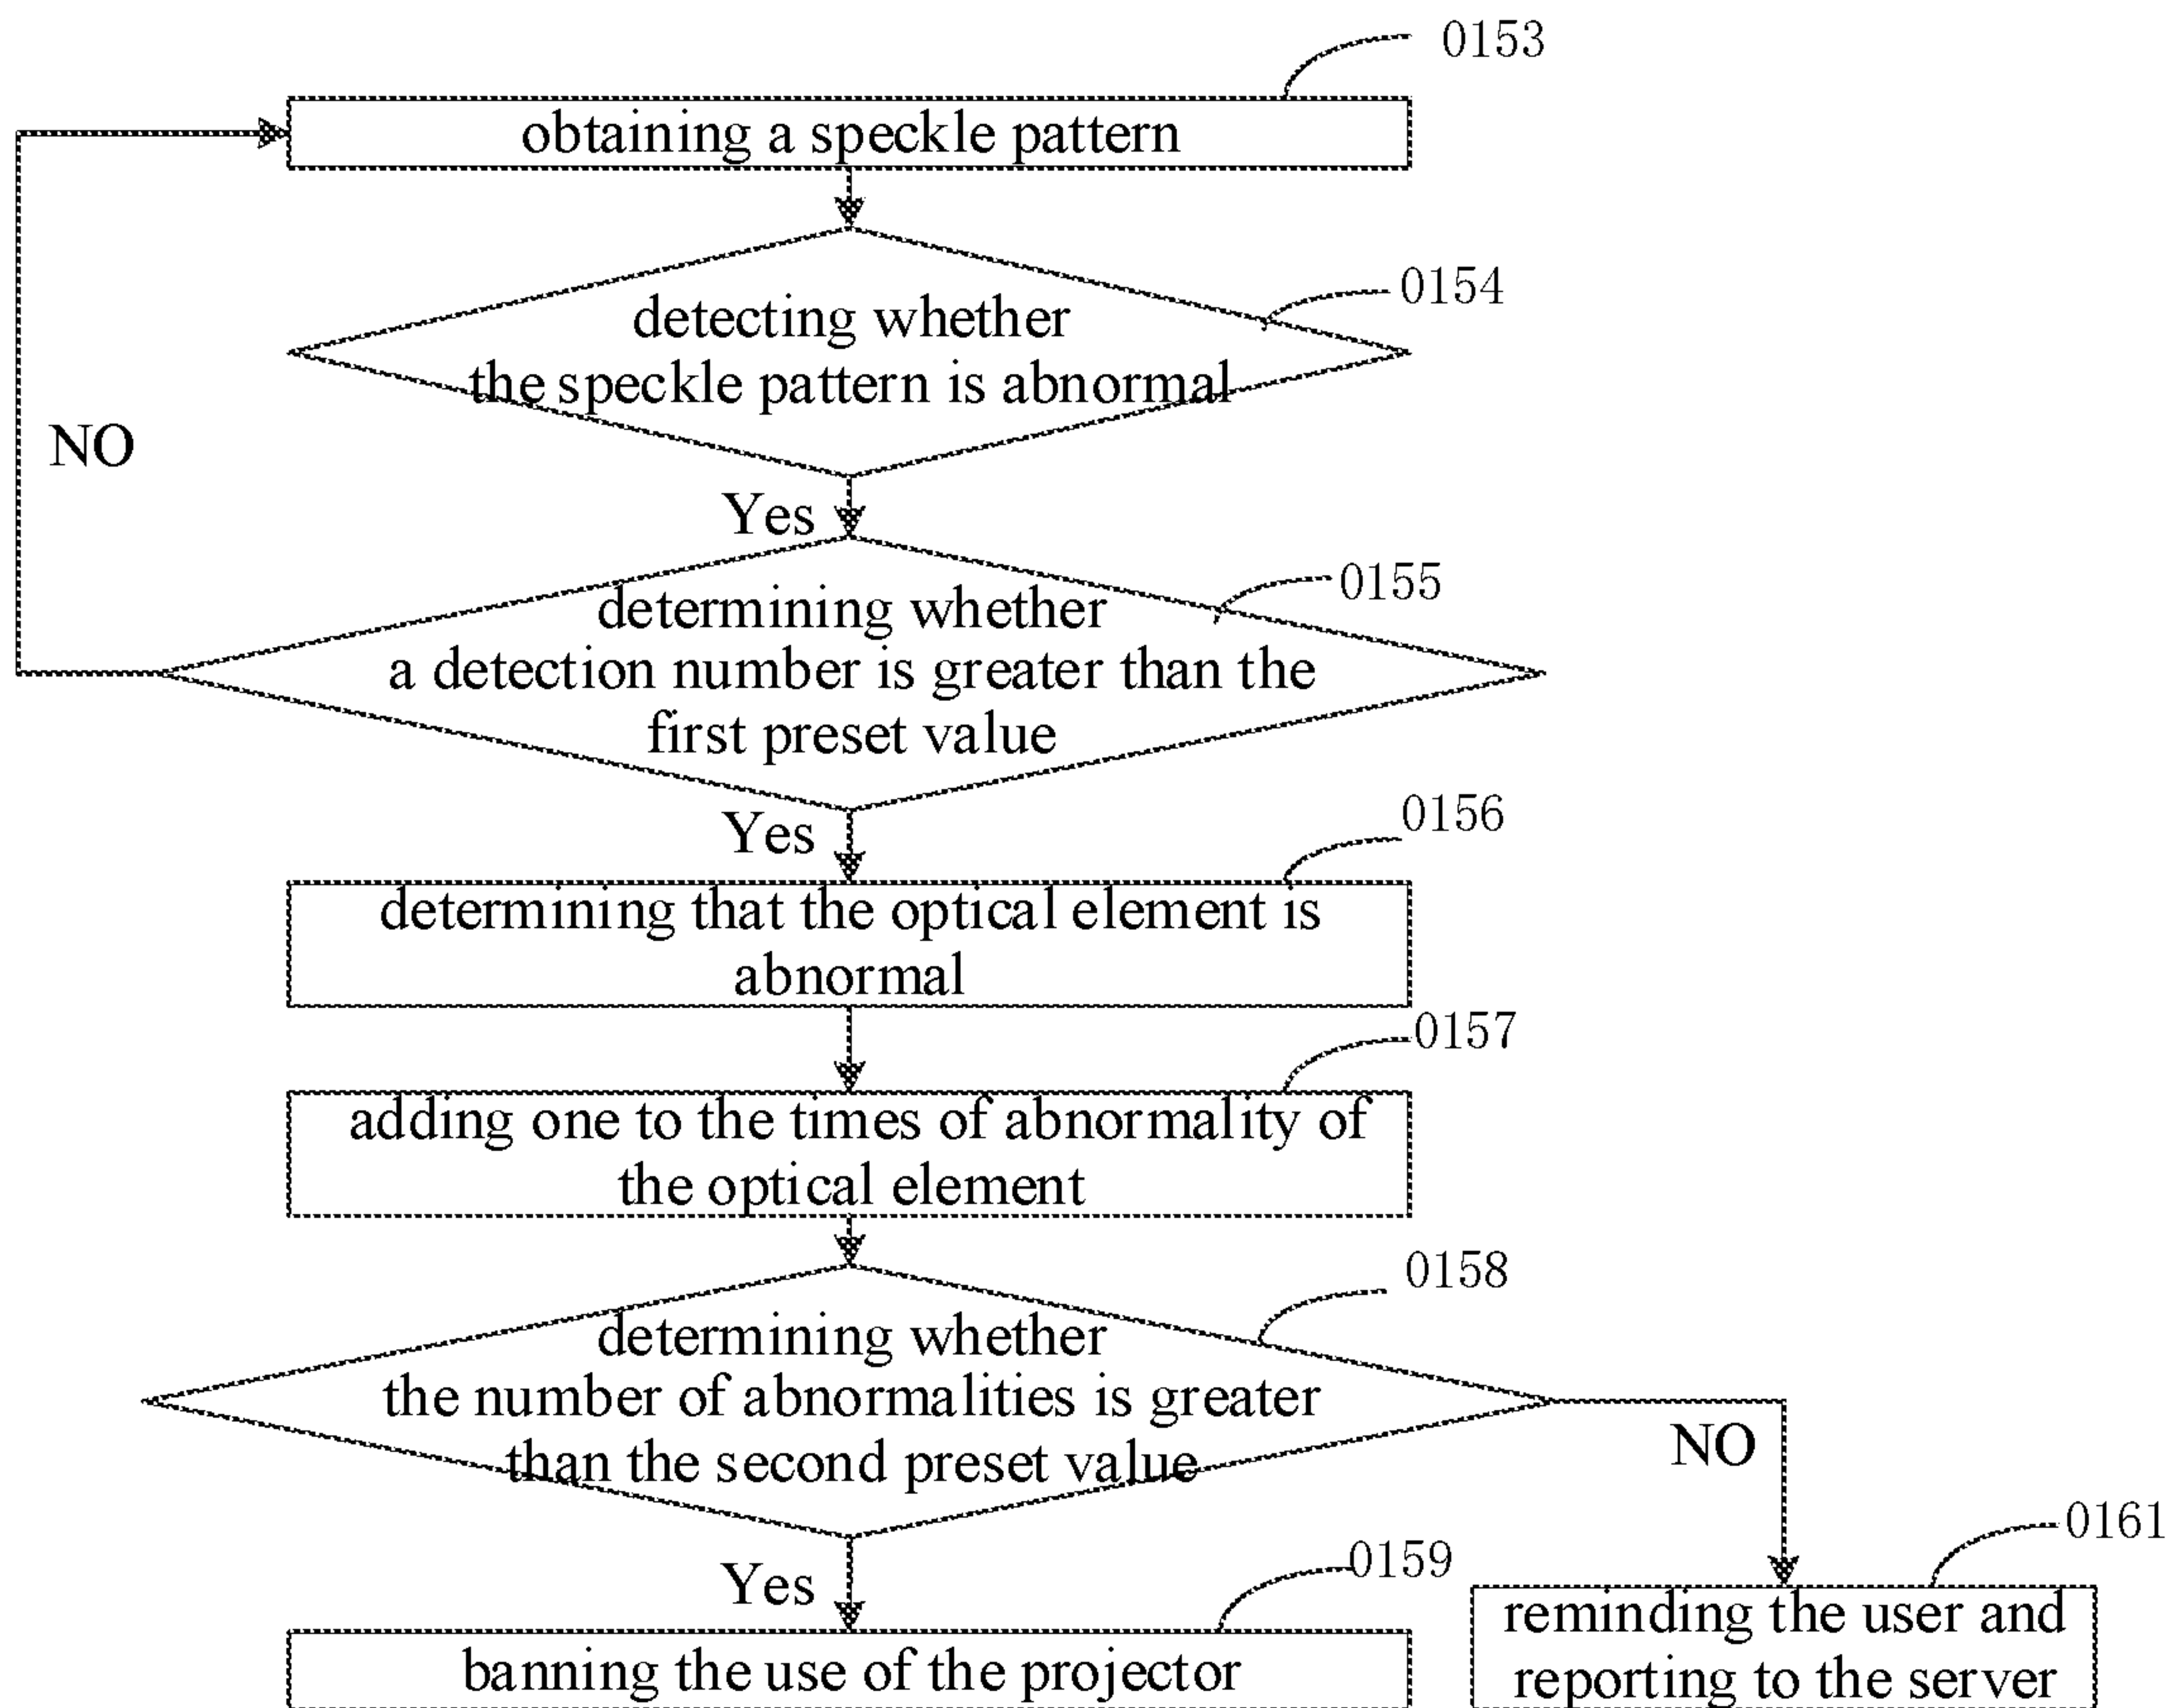 0153
obtaining a speckle pattern
0154
detecting whether
the speckle pattern is abnormal
NO
Yes
0155
determining whether
a detection number is greater than the
first preset value
Yes
0156
determining that the optical element is
abnormal
0157
adding one to the times of abnormality of
the optical element
0158
determining whether
the number of abnormalities is greater
than the second preset value
NO
Yes
0159
banning the use of the projector
0161
reminding the user and
reporting to the server